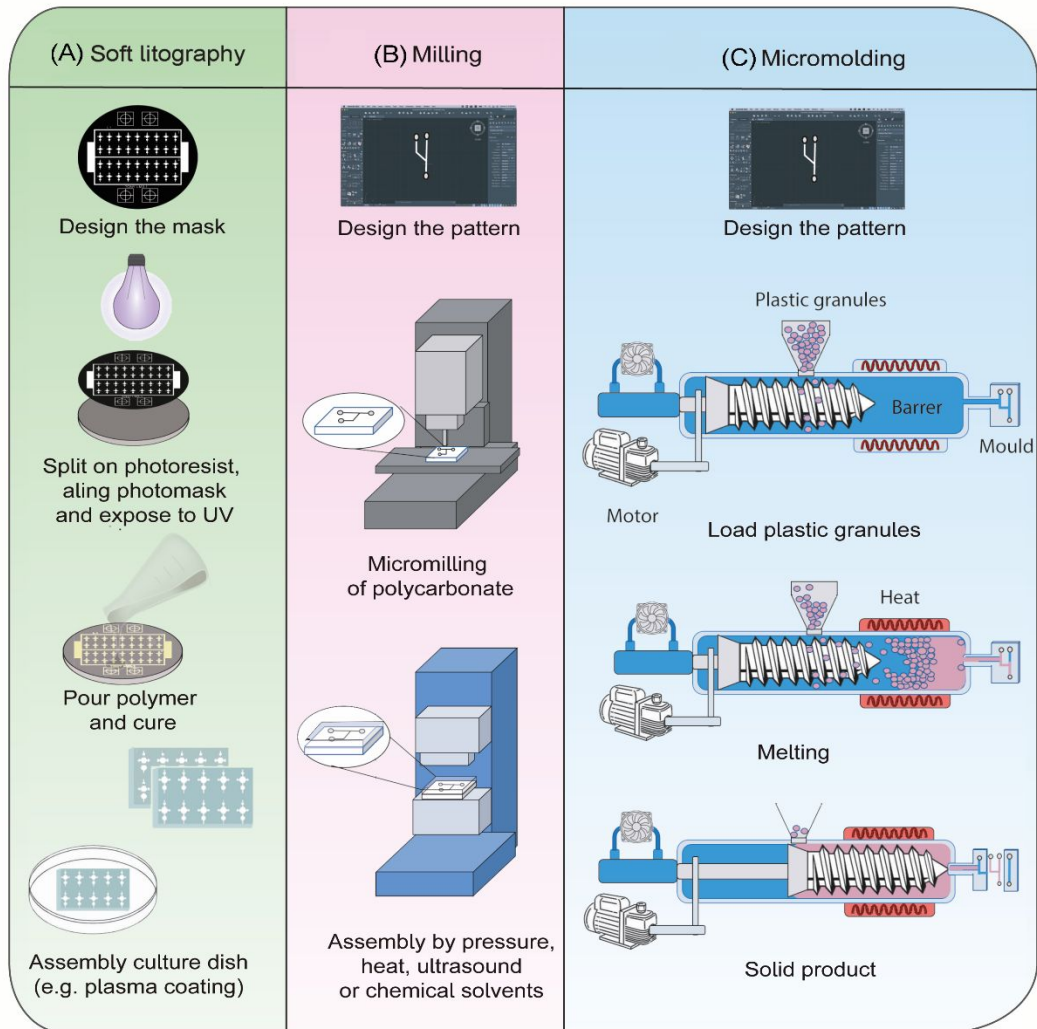 (A) Soft litography
Design the mask
Split on photoresist,
aling photomask
and expose to UV
Pour polymer
and cure
Assembly culture dish
(e.g. plasma coating)
(B) Milling
Design the pattern
Micromilling
of polycarbonate
Assembly by pressure,
heat, ultrasound
or chemical solvents
(C) Micromolding
Design the pattern
Plastic granules
Barrer
Mould
Motor
Load plastic granules
Heat
Melting
Solid product